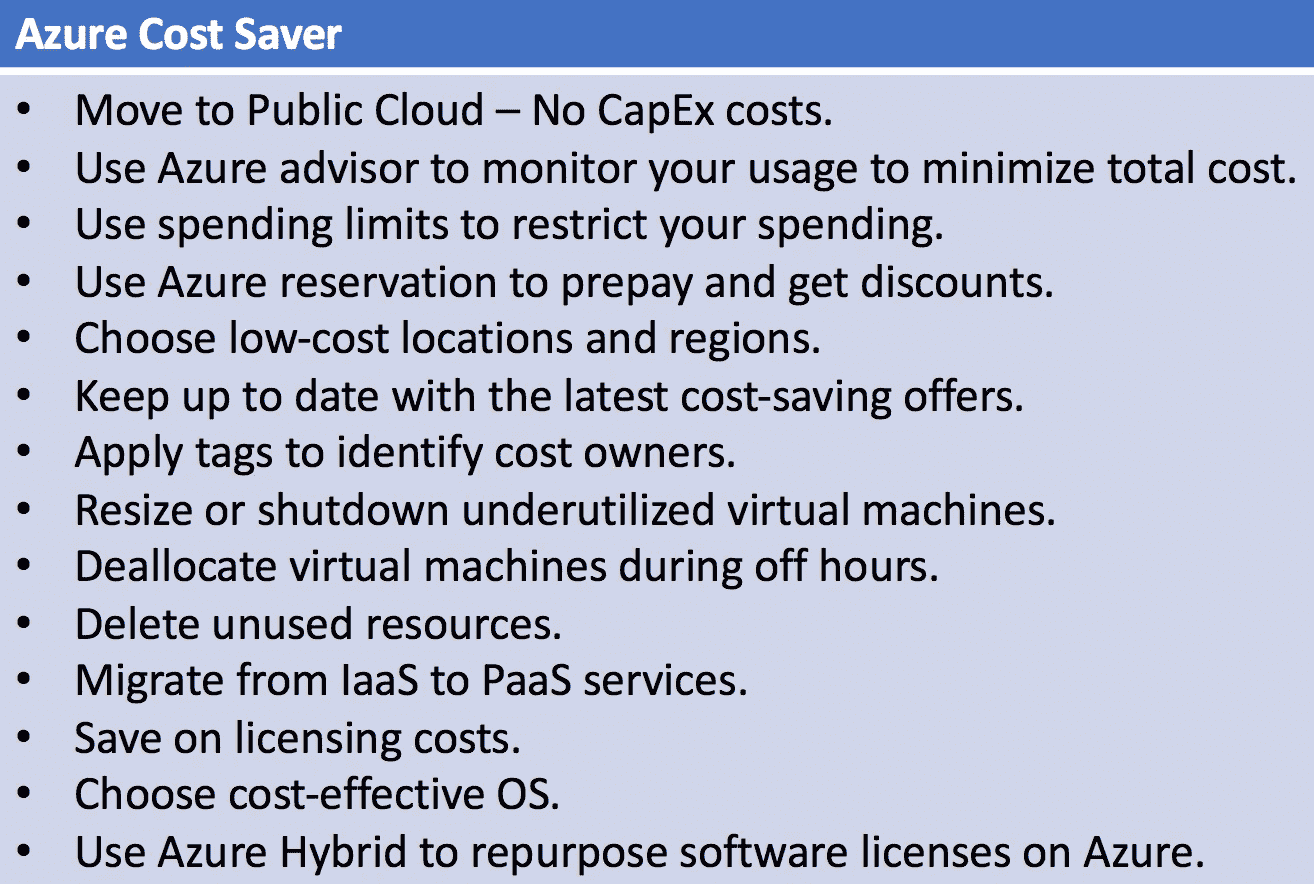 Azure Cost Saver
• Move to Public Cloud – No CapEx costs.
• Use Azure advisor to monitor your usage to minimize total cost.
• Use spending limits to restrict your spending.
• Use Azure reservation to prepay and get discounts.
• Choose low-cost locations and regions.
• Keep up to date with the latest cost-saving offers.
• Apply tags to identify cost owners.
• Resize or shutdown underutilized virtual machines.
• Deallocate virtual machines during off hours.
• Delete unused resources.
• Migrate from IaaS to PaaS services.
• Save on licensing costs.
• Choose cost-effective OS.
• Use Azure Hybrid to repurpose software licenses on Azure.